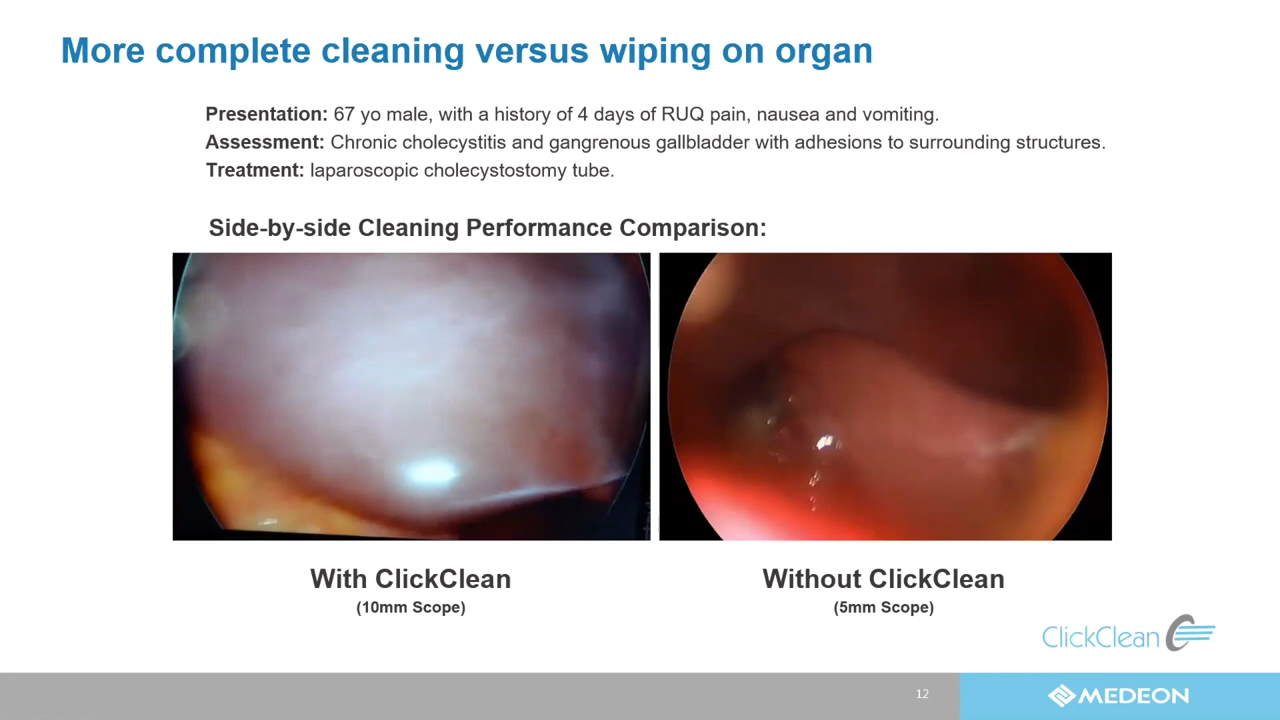 More complete cleaning versus wiping on organ
Presentation: 67 yo male, with a history of 4 days of RUQ pain, nausea and vomiting.
Assessment: Chronic cholecystitis and gangrenous gallbladder with adhesions to surrounding structures.
Treatment: laparoscopic cholecystostomy tube.
Side-by-side Cleaning Performance Comparison:
With ClickClean
(10mm Scope)
Without ClickClean
(5mm Scope)
ClickClean
12
MEDEON